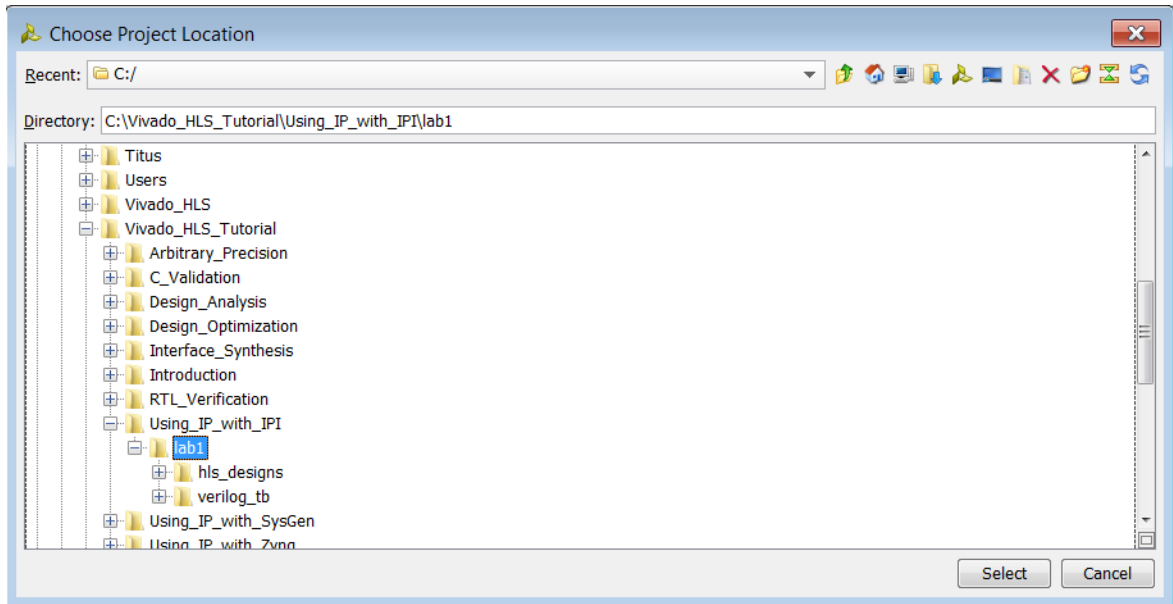 Choose Project Location
Recent: C:/
Directory: C:\Vivado_HLS_Tutorial\Using_IP_with_IPI\lab1
Titus
Users
Vivado_HLS
Vivado_HLS_Tutorial
Arbitrary_Precision
C_Validation
Design_Analysis
Design_Optimization
Interface_Synthesis
Introduction
RTL_Verification
Using_IP_with_IPI
lab1
hls_designs
verilog_tb
Using_IP_with_SysGen
Using_IP_with_Zynq
Select Cancel